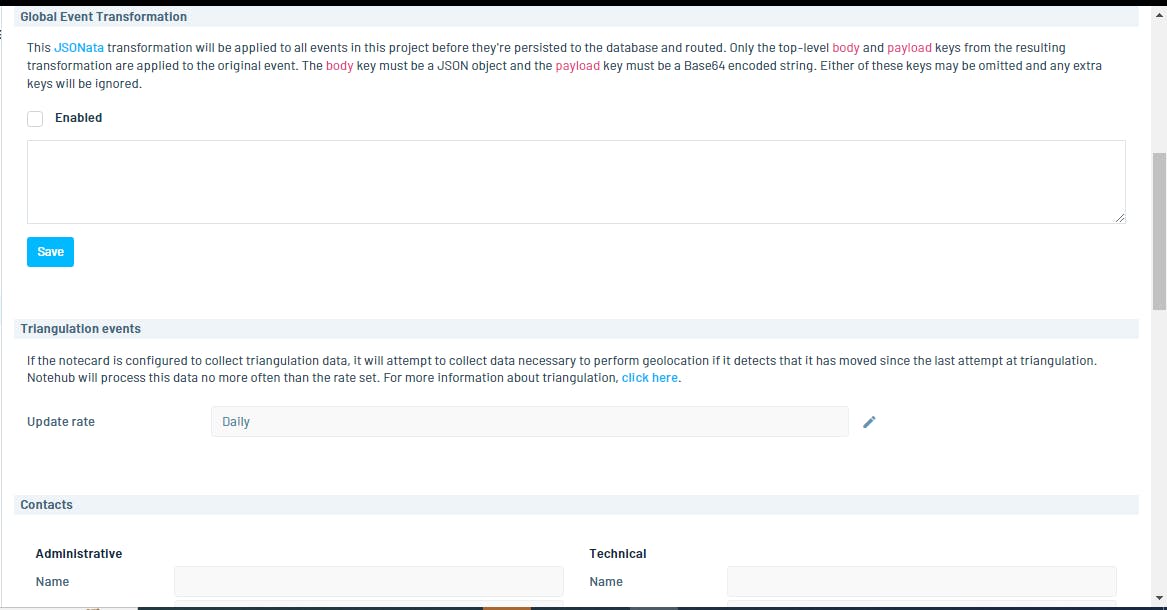 Global Event Transformation
This JSONata transformation will be applied to all events in this project before they're persisted to the database and routed. Only the top-level body and payload keys from the resulting
transformation are applied to the original event. The body key must be a JSON object and the payload key must be a Base64 encoded string. Either of these keys may be omitted and any extra
keys will be ignored.
Enabled
Save
Triangulation events
If the notecard is configured to collect triangulation data, it will attempt to collect data necessary to perform geolocation if it detects that it has moved since the last attempt at triangulation.
Notehub will process this data no more often than the rate set. For more information about triangulation, click here.
Update rate Daily
Contacts
Administrative Technical
Name Name